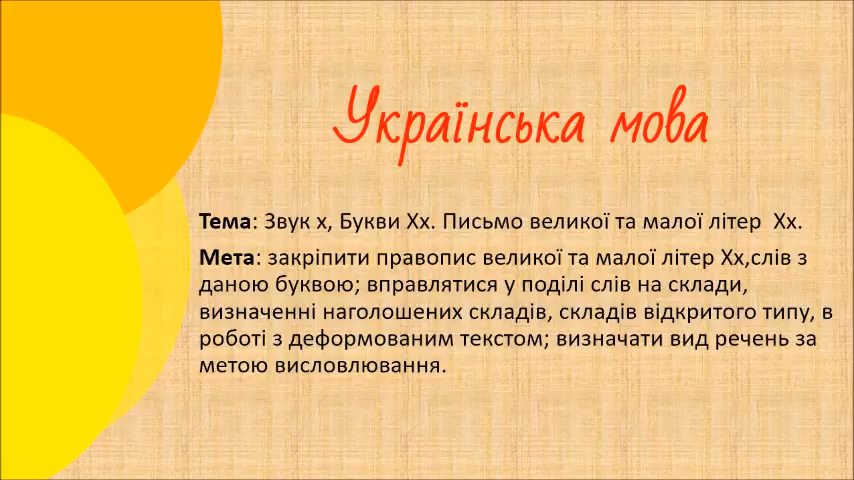 Українська мова
Тема: Звук х, Букви Хх. Письмо великої та малої літер  Хх.
Мета: закріпити правопис великої та малої літер Хх,слів з
даною буквою; вправлятися у поділі слів на склади,
визначенні наголошених складів, складів відкритого типу, в
роботі з деформованим текстом; визначати вид речень за
метою висловлювання.